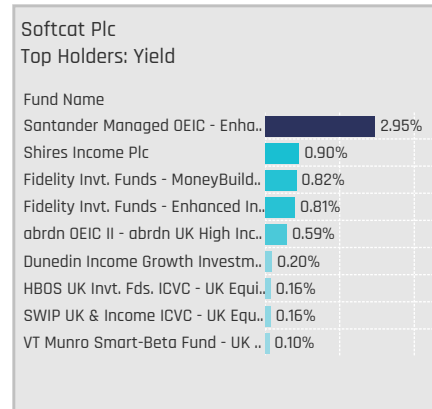 Softcat Plc
Top Holders: Yield
Fund Name
Santander Managed OEIC - Enha.. 2.95%
Shires Income Plc 0.90%
Fidelity Invt. Funds - MoneyBuild.. 0.82%
Fidelity Invt. Funds - Enhanced In.. 0.81%
abrdn OEIC II - abrdn UK High Inc.. 0.59%
Dunedin Income Growth Investm.. 0.20%
HBOS UK Invt. Fds. ICVC - UK Equi.. 0.16%
SWIP UK & Income ICVC - UK Equ.. 0.16%
VT Munro Smart-Beta Fund - UK .. 0.10%